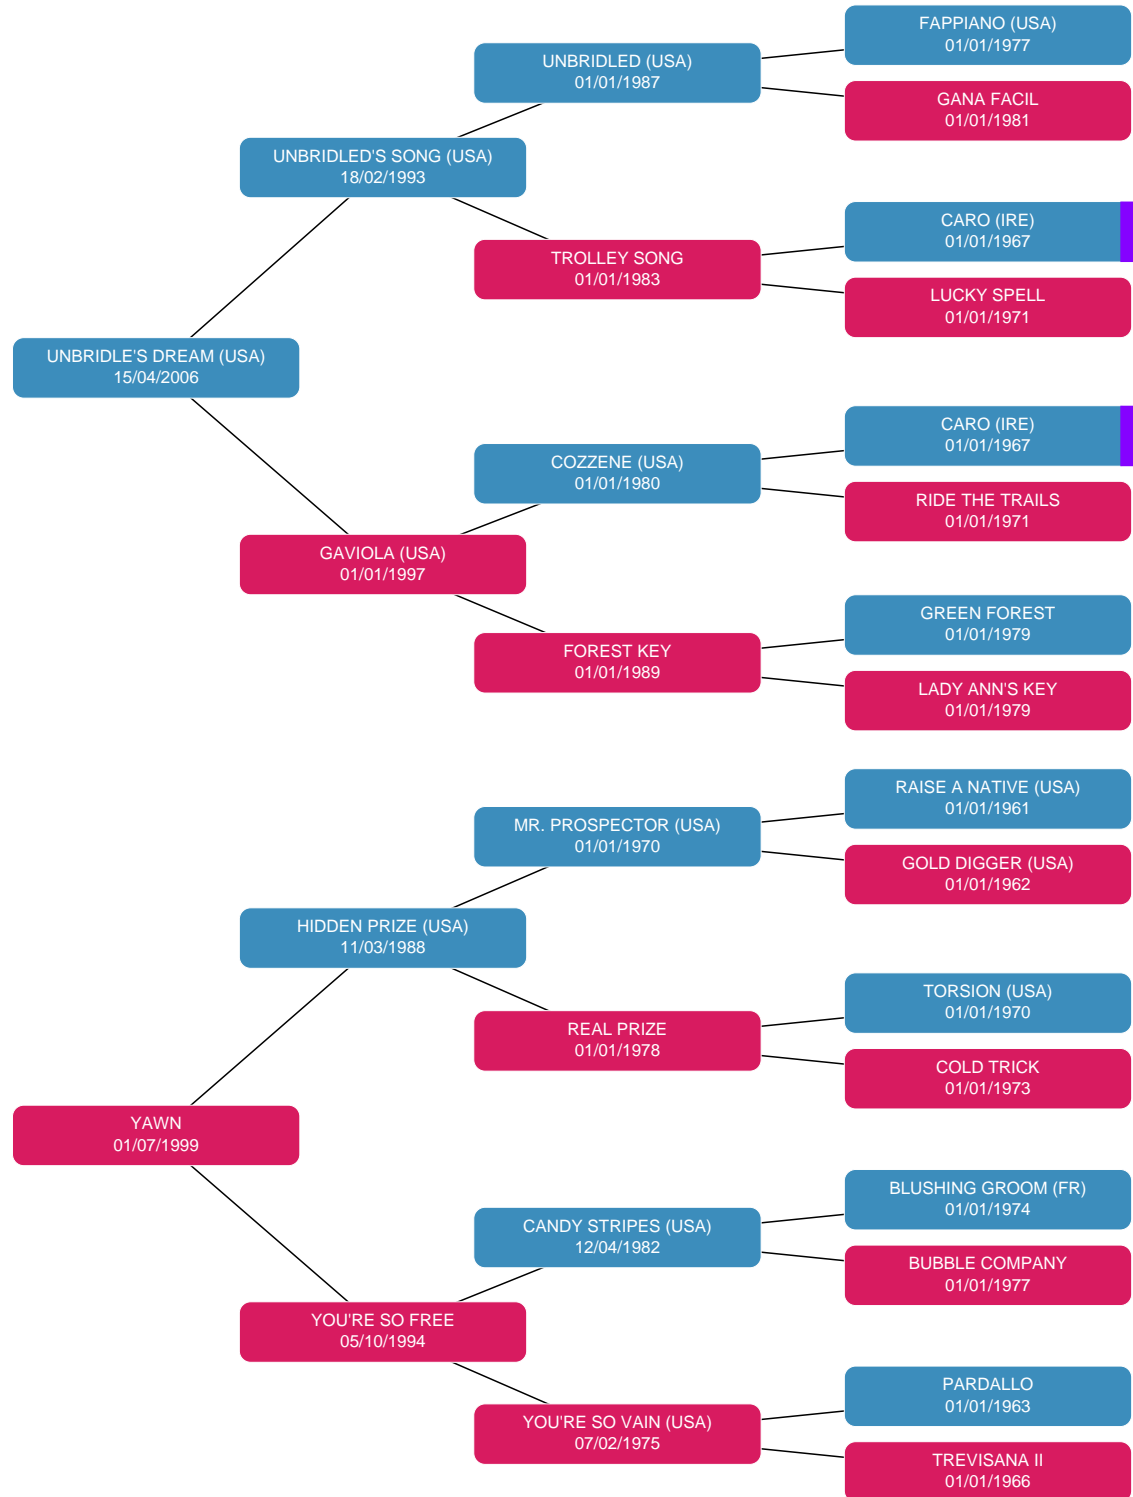 FAPPIANO (USA)
01/01/1977
UNBRIDLED (USA)
01/01/1987
GANA FACIL
01/01/1981
UNBRIDLED'S SONG (USA)
18/02/1993
CARO (IRE)
01/01/1967
TROLLEY SONG
01/01/1983
LUCKY SPELL
01/01/1971
UNBRIDLE'S DREAM (USA)
15/04/2006
CARO (IRE)
01/01/1967
COZZENE (USA)
01/01/1980
RIDE THE TRAILS
01/01/1971
GAVIOLA (USA)
01/01/1997
GREEN FOREST
01/01/1979
FOREST KEY
01/01/1989
LADY ANN'S KEY
01/01/1979
RAISE A NATIVE (USA)
01/01/1961
MR. PROSPECTOR (USA)
01/01/1970
GOLD DIGGER (USA)
01/01/1962
HIDDEN PRIZE (USA)
11/03/1988
TORSION (USA)
01/01/1970
REAL PRIZE
01/01/1978
COLD TRICK
01/01/1973
YAWN
01/07/1999
BLUSHING GROOM (FR)
01/01/1974
CANDY STRIPES (USA)
12/04/1982
BUBBLE COMPANY
01/01/1977
YOU'RE SO FREE
05/10/1994
PARDALLO
01/01/1963
YOU'RE SO VAIN (USA)
07/02/1975
TREVISANA II
01/01/1966